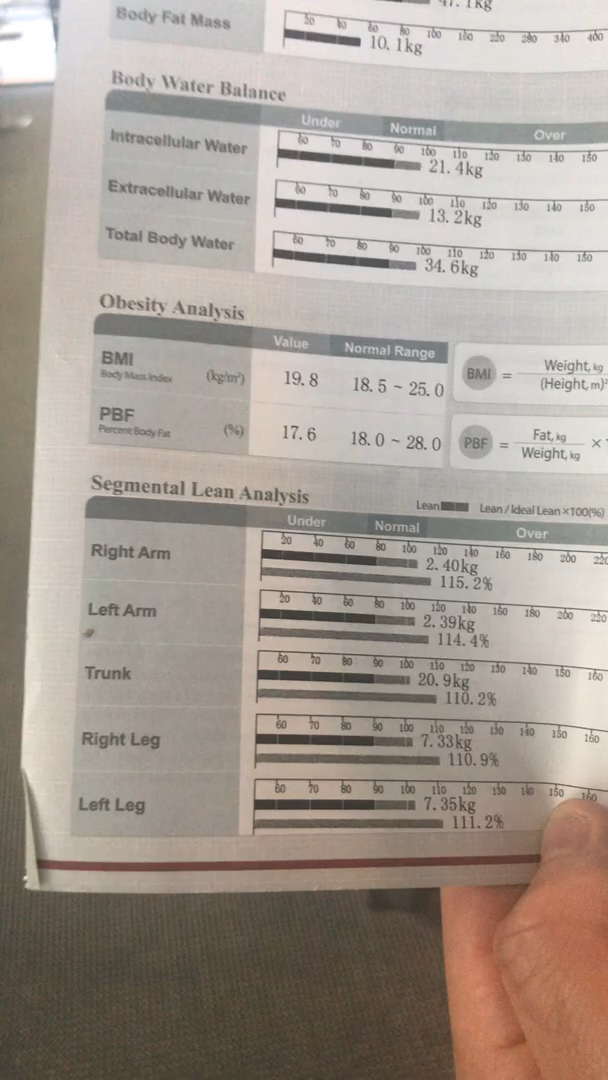 47.1kg
Body Fat Mass
20 40 60 80 100 160 220 280 340 400
10.1kg
Body Water Balance
Under Normal Over
Intracellular Water
60 70 80 90 100 110 120 130 140 150
21.4kg
Extracellular Water
60 70 80 90 100 110 120 130 140 150
13.2kg
Total Body Water
60 70 80 90 100 110 120 130 140 150
34.6kg
Obesity Analysis
Value Normal Range
BMI
Body Mass Index (kg/m²) 19.8 18.5 ~ 25.0
BMI = Weight, kg
(Height, m)²
PBF
Percent Body Fat (%) 17.6 18.0 ~ 28.0
PBF = Fat, kg ×
Weight, kg
Segmental Lean Analysis
Lean Lean / Ideal Lean ×100(%)
Under Normal Over
Right Arm
20 40 60 80 100 120 140 160 180 200 220
2.40kg
115.2%
Left Arm
20 40 60 80 100 120 140 160 180 200 220
2.39kg
114.4%
Trunk
60 70 80 90 100 110 120 130 140 150 160
20.9kg
110.2%
Right Leg
60 70 80 90 100 110 120 130 140 150 160
7.33kg
110.9%
Left Leg
60 70 80 90 100 110 120 130 140 150 160
7.35kg
111.2%